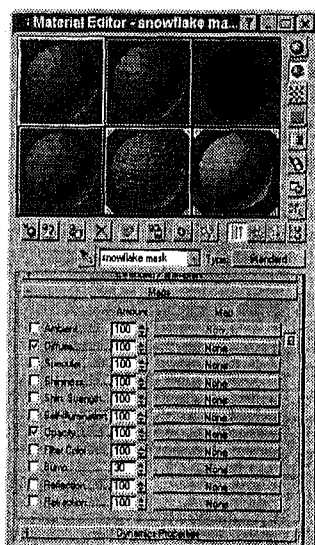 Material Editor - snowflake ma...
snowflake mask Type: Standard
Maps
Amount Map
Ambient 100 None
Diffuse 100 None
Specular 100 None
Shininess 100 None
Shin. Strength 100 None
Self-Illumination 100 None
Opacity 100 None
Filter Color 100 None
Bump 30 None
Reflection 100 None
Refraction 100 None
Dynamics Properties